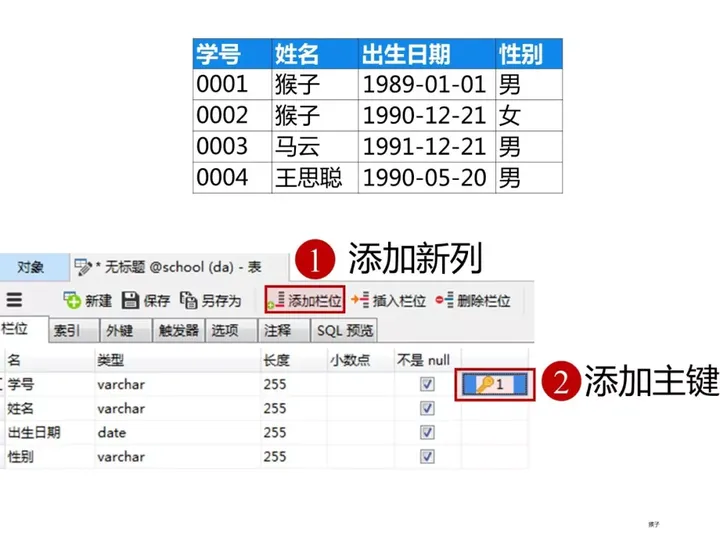 学号 姓名 出生日期 性别
0001 猴子 1989-01-01 男
0002 猴子 1990-12-21 女
0003 马云 1991-12-21 男
0004 王思聪 1990-05-20 男
1 添加新列
对象 * 无标题 @school (da) - 表
新建 保存 另存为 添加栏位 插入栏位 删除栏位
栏位 索引 外键 触发器 选项 注释 SQL 预览
名 类型 长度 小数点 不是 null
学号 varchar 255 1
2 添加主键
姓名 varchar 255
出生日期 date 255
性别 varchar 255
猴子